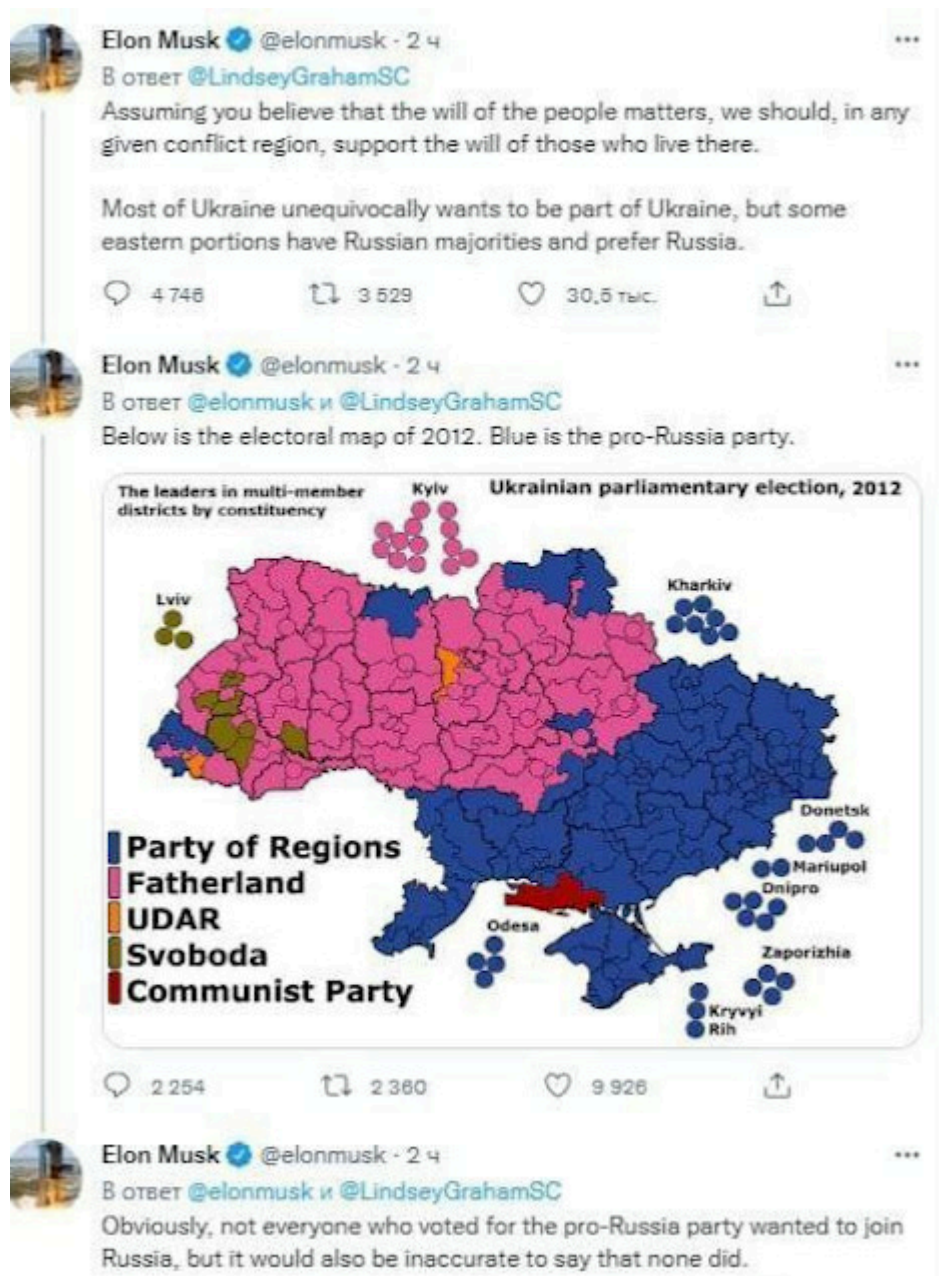 Elon Musk @elonmusk · 2 ч
В ответ @LindseyGrahamSC
Assuming you believe that the will of the people matters, we should, in any
given conflict region, support the will of those who live there.
Most of Ukraine unequivocally wants to be part of Ukraine, but some
eastern portions have Russian majorities and prefer Russia.
4 746 3 529 30,5 тыс.
Elon Musk @elonmusk · 2 ч
В ответ @elonmusk и @LindseyGrahamSC
Below is the electoral map of 2012. Blue is the pro-Russia party.
The leaders in multi-member
districts by constituency
Kyiv
Ukrainian parliamentary election, 2012
Lviv
Kharkiv
Donetsk
Mariupol
Dnipro
Zaporizhia
Kryvyi
Rih
Odesa
Party of Regions
Fatherland
UDAR
Svoboda
Communist Party
2 254 2 360 9 926
Elon Musk @elonmusk · 2 ч
В ответ @elonmusk и @LindseyGrahamSC
Obviously, not everyone who voted for the pro-Russia party wanted to join
Russia, but it would also be inaccurate to say that none did.